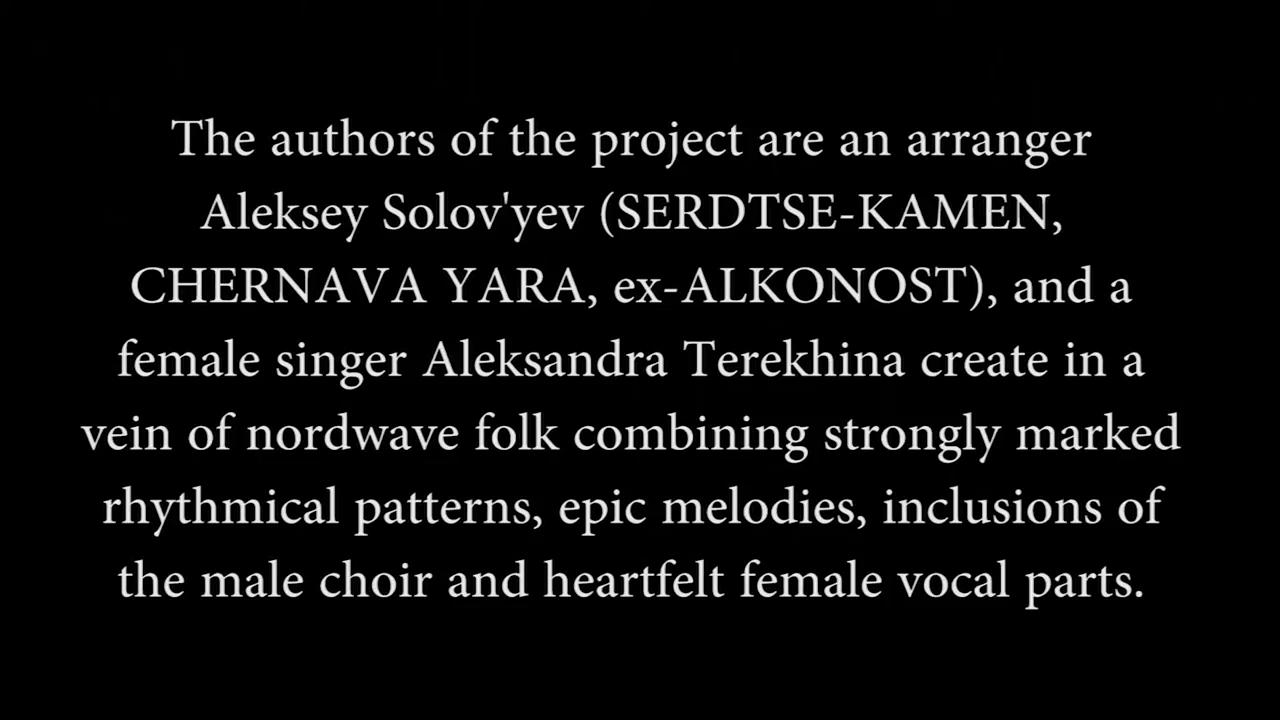 The authors of the project are an arranger
Aleksey Solov'yev (SERDTSE-KAMEN,
CHERNAVA YARA, ex-ALKONOST), and a
female singer Aleksandra Terekhina create in a
vein of nordwave folk combining strongly marked
rhythmical patterns, epic melodies, inclusions of
the male choir and heartfelt female vocal parts.